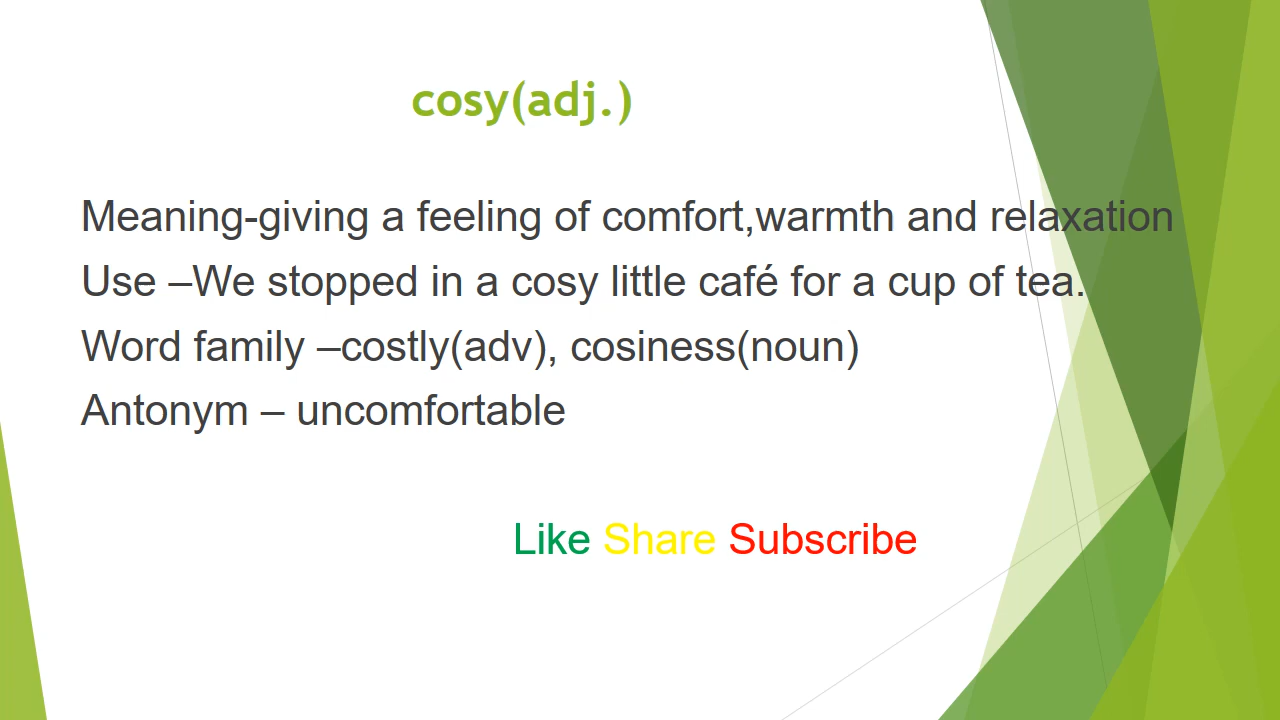 cosy(adj.)
Meaning-giving a feeling of comfort,warmth and relaxation
Use –We stopped in a cosy little café for a cup of tea.
Word family –costly(adv), cosiness(noun)
Antonym – uncomfortable
Like Share Subscribe